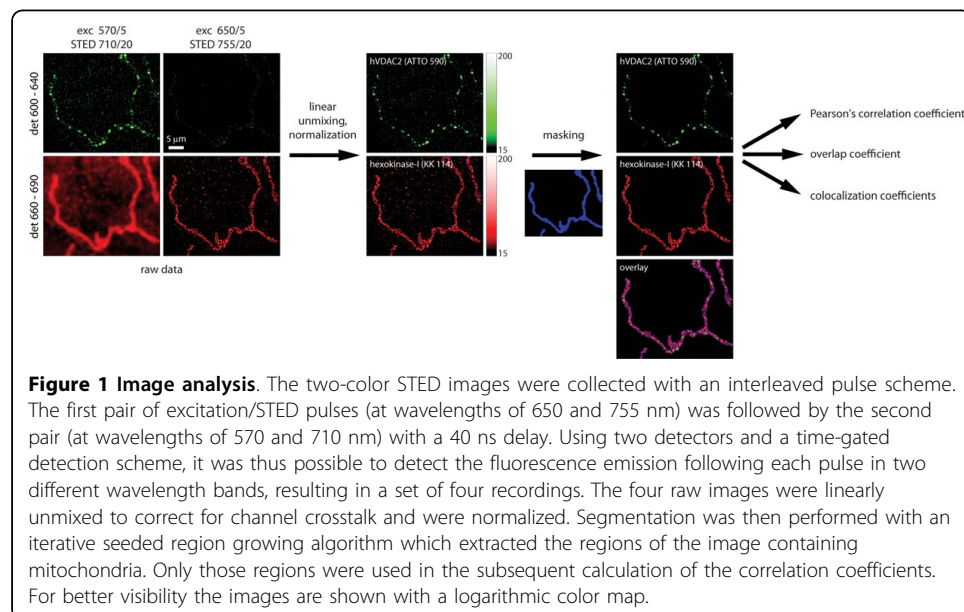 exc 570/5
STED 710/20
exc 650/5
STED 755/20
det 600 - 640
5 μm
det 660 - 690
raw data
linear
unmixing,
normalization
hVDAC2 (ATTO 590)
200
15
hexokinase-I (KK 114)
200
15
masking
hVDAC2 (ATTO 590)
hexokinase-I (KK 114)
overlay
Pearson's correlation coefficient
overlap coefficient
colocalization coefficients
Figure 1 Image analysis. The two-color STED images were collected with an interleaved pulse scheme.
The first pair of excitation/STED pulses (at wavelengths of 650 and 755 nm) was followed by the second
pair (at wavelengths of 570 and 710 nm) with a 40 ns delay. Using two detectors and a time-gated
detection scheme, it was thus possible to detect the fluorescence emission following each pulse in two
different wavelength bands, resulting in a set of four recordings. The four raw images were linearly
unmixed to correct for channel crosstalk and were normalized. Segmentation was then performed with an
iterative seeded region growing algorithm which extracted the regions of the image containing
mitochondria. Only those regions were used in the subsequent calculation of the correlation coefficients.
For better visibility the images are shown with a logarithmic color map.